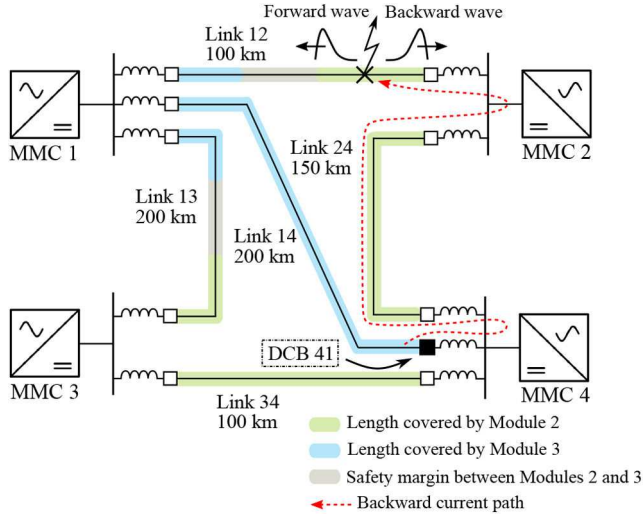 Forward wave
Backward wave
Link 12
100 km
MMC 1
MMC 2
Link 24
150 km
Link 13
200 km
Link 14
200 km
DCB 41
MMC 3
MMC 4
Link 34
100 km
Length covered by Module 2
Length covered by Module 3
Safety margin between Modules 2 and 3
Backward current path